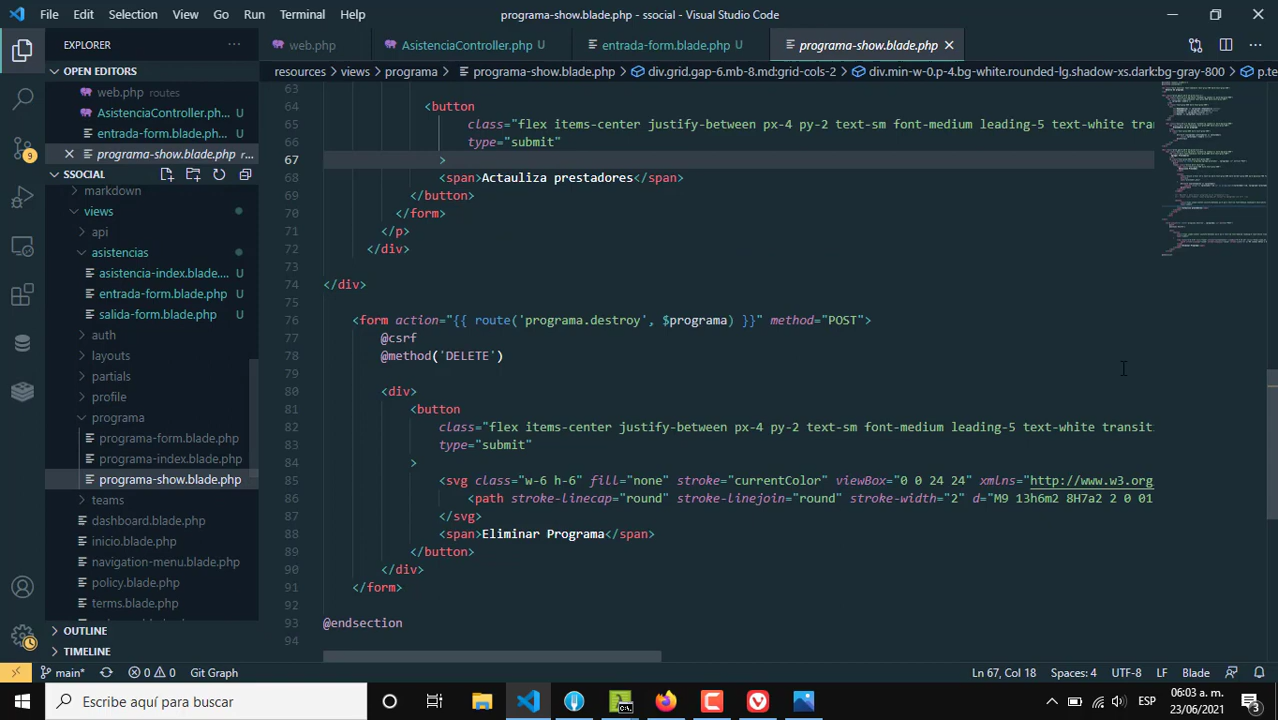 File Edit Selection View Go Run Terminal Help programa-show.blade.php - ssocial - Visual Studio Code
EXPLORER
web.php AsistenciaController.php U entrada-form.blade.php U programa-show.blade.php
OPEN EDITORS
resources > views > programa > programa-show.blade.php > div.grid.gap-6.mb-8.md:grid-cols-2 > div.min-w-0.p-4.bg-white.rounded-lg.shadow-xs.dark:bg-gray-800 >
web.php routes
AsistenciaController.php U
entrada-form.blade.ph... U
programa-show.blade.php r...
SSOCIAL
markdown
views
api
asistencias
asistencia-index.blade.... U
entrada-form.blade.php U
salida-form.blade.php U
auth
layouts
partials
profile
programa
programa-form.blade.php
programa-index.blade.php
programa-show.blade.php
teams
dashboard.blade.php
inicio.blade.php
navigation-menu.blade.php
policy.blade.php
terms.blade.php
OUTLINE
TIMELINE
63
64 <button
65 class="flex items-center justify-between px-4 py-2 text-sm font-medium leading-5 text-white tran
66 type="submit"
67 >
68 <span>Actauliza prestadores</span>
69 </button>
70 </form>
71 </p>
72 </div>
73
74 </div>
75
76 <form action="{{ route('programa.destroy', $programa) }}" method="POST">
77 @csrf
78 @method('DELETE')
79
80 <div>
81 <button
82 class="flex items-center justify-between px-4 py-2 text-sm font-medium leading-5 text-white transit
83 type="submit"
84 >
85 <svg class="w-6 h-6" fill="none" stroke="currentColor" viewBox="0 0 24 24" xmlns="http://www.w3.org
86 <path stroke-linecap="round" stroke-linejoin="round" stroke-width="2" d="M9 13h6m2 8H7a2 2 0 01
87 </svg>
88 <span>Eliminar Programa</span>
89 </button>
90 </div>
91 </form>
92
93 @endsection
94
9
main* 0 0 Git Graph Ln 67, Col 18 Spaces: 4 UTF-8 LF Blade
Escribe aquí para buscar
ESP
06:03 a. m.
23/06/2021
3